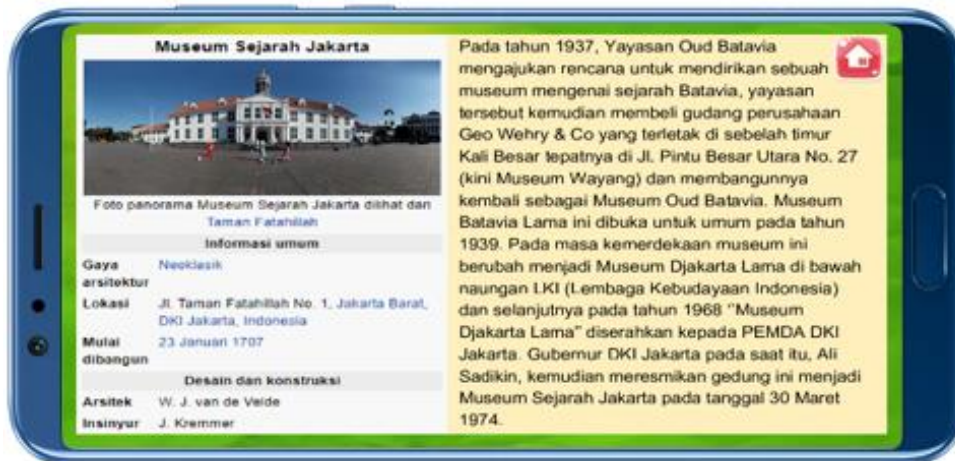 Museum Sejarah Jakarta
Foto panorama Museum Sejarah Jakarta dilihat dari
Taman Fatahillah
Informasi umum
Gaya arsitektur Neoklasik
Lokasi Jl. Taman Fatahillah No. 1, Jakarta Barat,
DKI Jakarta, Indonesia
Mulai dibangun 23 Januari 1707
Desain dan konstruksi
Arsitek W. J. van de Velde
Insinyur J. Kremmer
Pada tahun 1937, Yayasan Oud Batavia
mengajukan rencana untuk mendirikan sebuah
museum mengenai sejarah Batavia, yayasan
tersebut kemudian membeli gudang perusahaan
Geo Wehry & Co yang terletak di sebelah timur
Kali Besar tepatnya di Jl. Pintu Besar Utara No. 27
(kini Museum Wayang) dan membangunnya
kembali sebagai Museum Oud Batavia. Museum
Batavia Lama ini dibuka untuk umum pada tahun
1939. Pada masa kemerdekaan museum ini
berubah menjadi Museum Djakarta Lama di bawah
naungan LKI (Lembaga Kebudayaan Indonesia)
dan selanjutnya pada tahun 1968 "Museum
Djakarta Lama" diserahkan kepada PEMDA DKI
Jakarta. Gubernur DKI Jakarta pada saat itu, Ali
Sadikin, kemudian meresmikan gedung ini menjadi
Museum Sejarah Jakarta pada tanggal 30 Maret
1974.